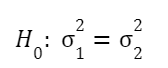 H₀: σ₁² = σ₂²